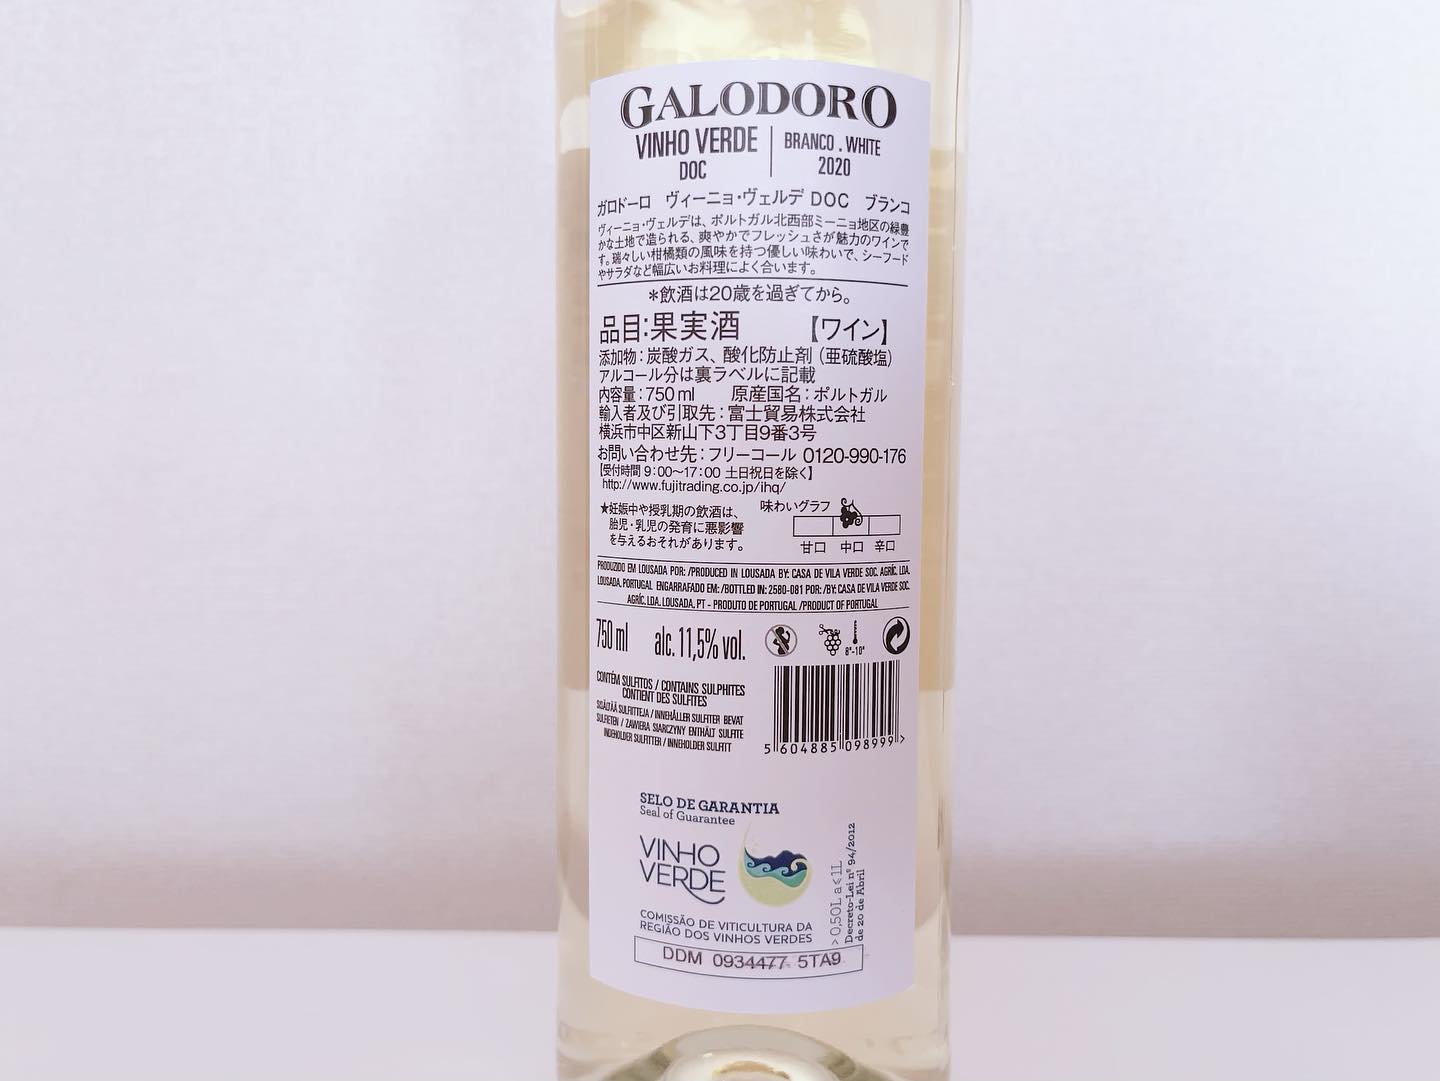 GALODORO
VINHO VERDE
DOC
BRANCO . WHITE
2020
ガロドーロ　ヴィーニョ・ヴェルデ DOC　ブランコ
ヴィーニョ・ヴェルデは、ポルトガル北西部ミーニョ地区の緑豊
かな土地で造られる、爽やかでフレッシュさが魅力のワインで
す。瑞々しい柑橘類の風味を持つ優しい味わいで、シーフード
やサラダなど幅広いお料理によく合います。
＊飲酒は20歳を過ぎてから。
品目:果実酒　【ワイン】
添加物：炭酸ガス、酸化防止剤（亜硫酸塩）
アルコール分は裏ラベルに記載
内容量：750ml　原産国名：ポルトガル
輸入者及び引取先：富士貿易株式会社
横浜市中区新山下3丁目9番3号
お問い合わせ先：フリーコール 0120-990-176
【受付時間 9：00〜17：00 土日祝日を除く】
http://www.fujitrading.co.jp/ihq/
★妊娠中や授乳期の飲酒は、
胎児・乳児の発育に悪影響
を与えるおそれがあります。
味わいグラフ
甘口 中口 辛口
PRODUZIDO EM LOUSADA POR: /PRODUCED IN LOUSADA BY: CASA DE VILA VERDE SOC. AGRÍC. LDA.
LOUSADA, PORTUGAL ENGARRAFADO EM: /BOTTLED IN: 2580-081 POR: /BY: CASA DE VILA VERDE SOC.
AGRÍC. LDA. LOUSADA, PT - PRODUTO DE PORTUGAL /PRODUCT OF PORTUGAL
750 ml alc. 11,5% vol.
8º-10º
CONTÉM SULFITOS / CONTAINS SULPHITES
CONTIENT DES SULFITES
SISÄLTÄÄ SULFIITTEJA / INNEHÅLLER SULFITER BEVAT
SULFIETEN / ZAWIERA SIARCZYNY ENTHÄLT SULFITE
INDEHOLDER SULFITTER / INNEHOLDER SULFITT
5 604885 098999 >
SELO DE GARANTIA
Seal of Guarantee
VINHO
VERDE
COMISSÃO DE VITICULTURA DA
REGIÃO DOS VINHOS VERDES
> 0,50L a ≤ 1L
Decreto-Lei nº 94/2012
de 20 de Abril
DDM 0934477 5TA9